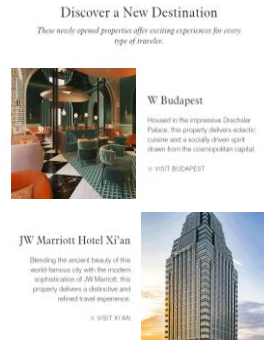 Discover a New Destination
These newly opened properties offer exciting experiences for every
type of traveler.
W Budapest
Housed in the impressive Drechsler
Palace, this property delivers eclectic
cuisine and a socially driven spirit
drawn from the cosmopolitan capital.
» VISIT BUDAPEST
JW Marriott Hotel Xi'an
Blending the ancient beauty of this
world-famous city with the modern
sophistication of JW Marriott, this
property delivers a distinctive and
refined travel experience.
» VISIT XI'AN